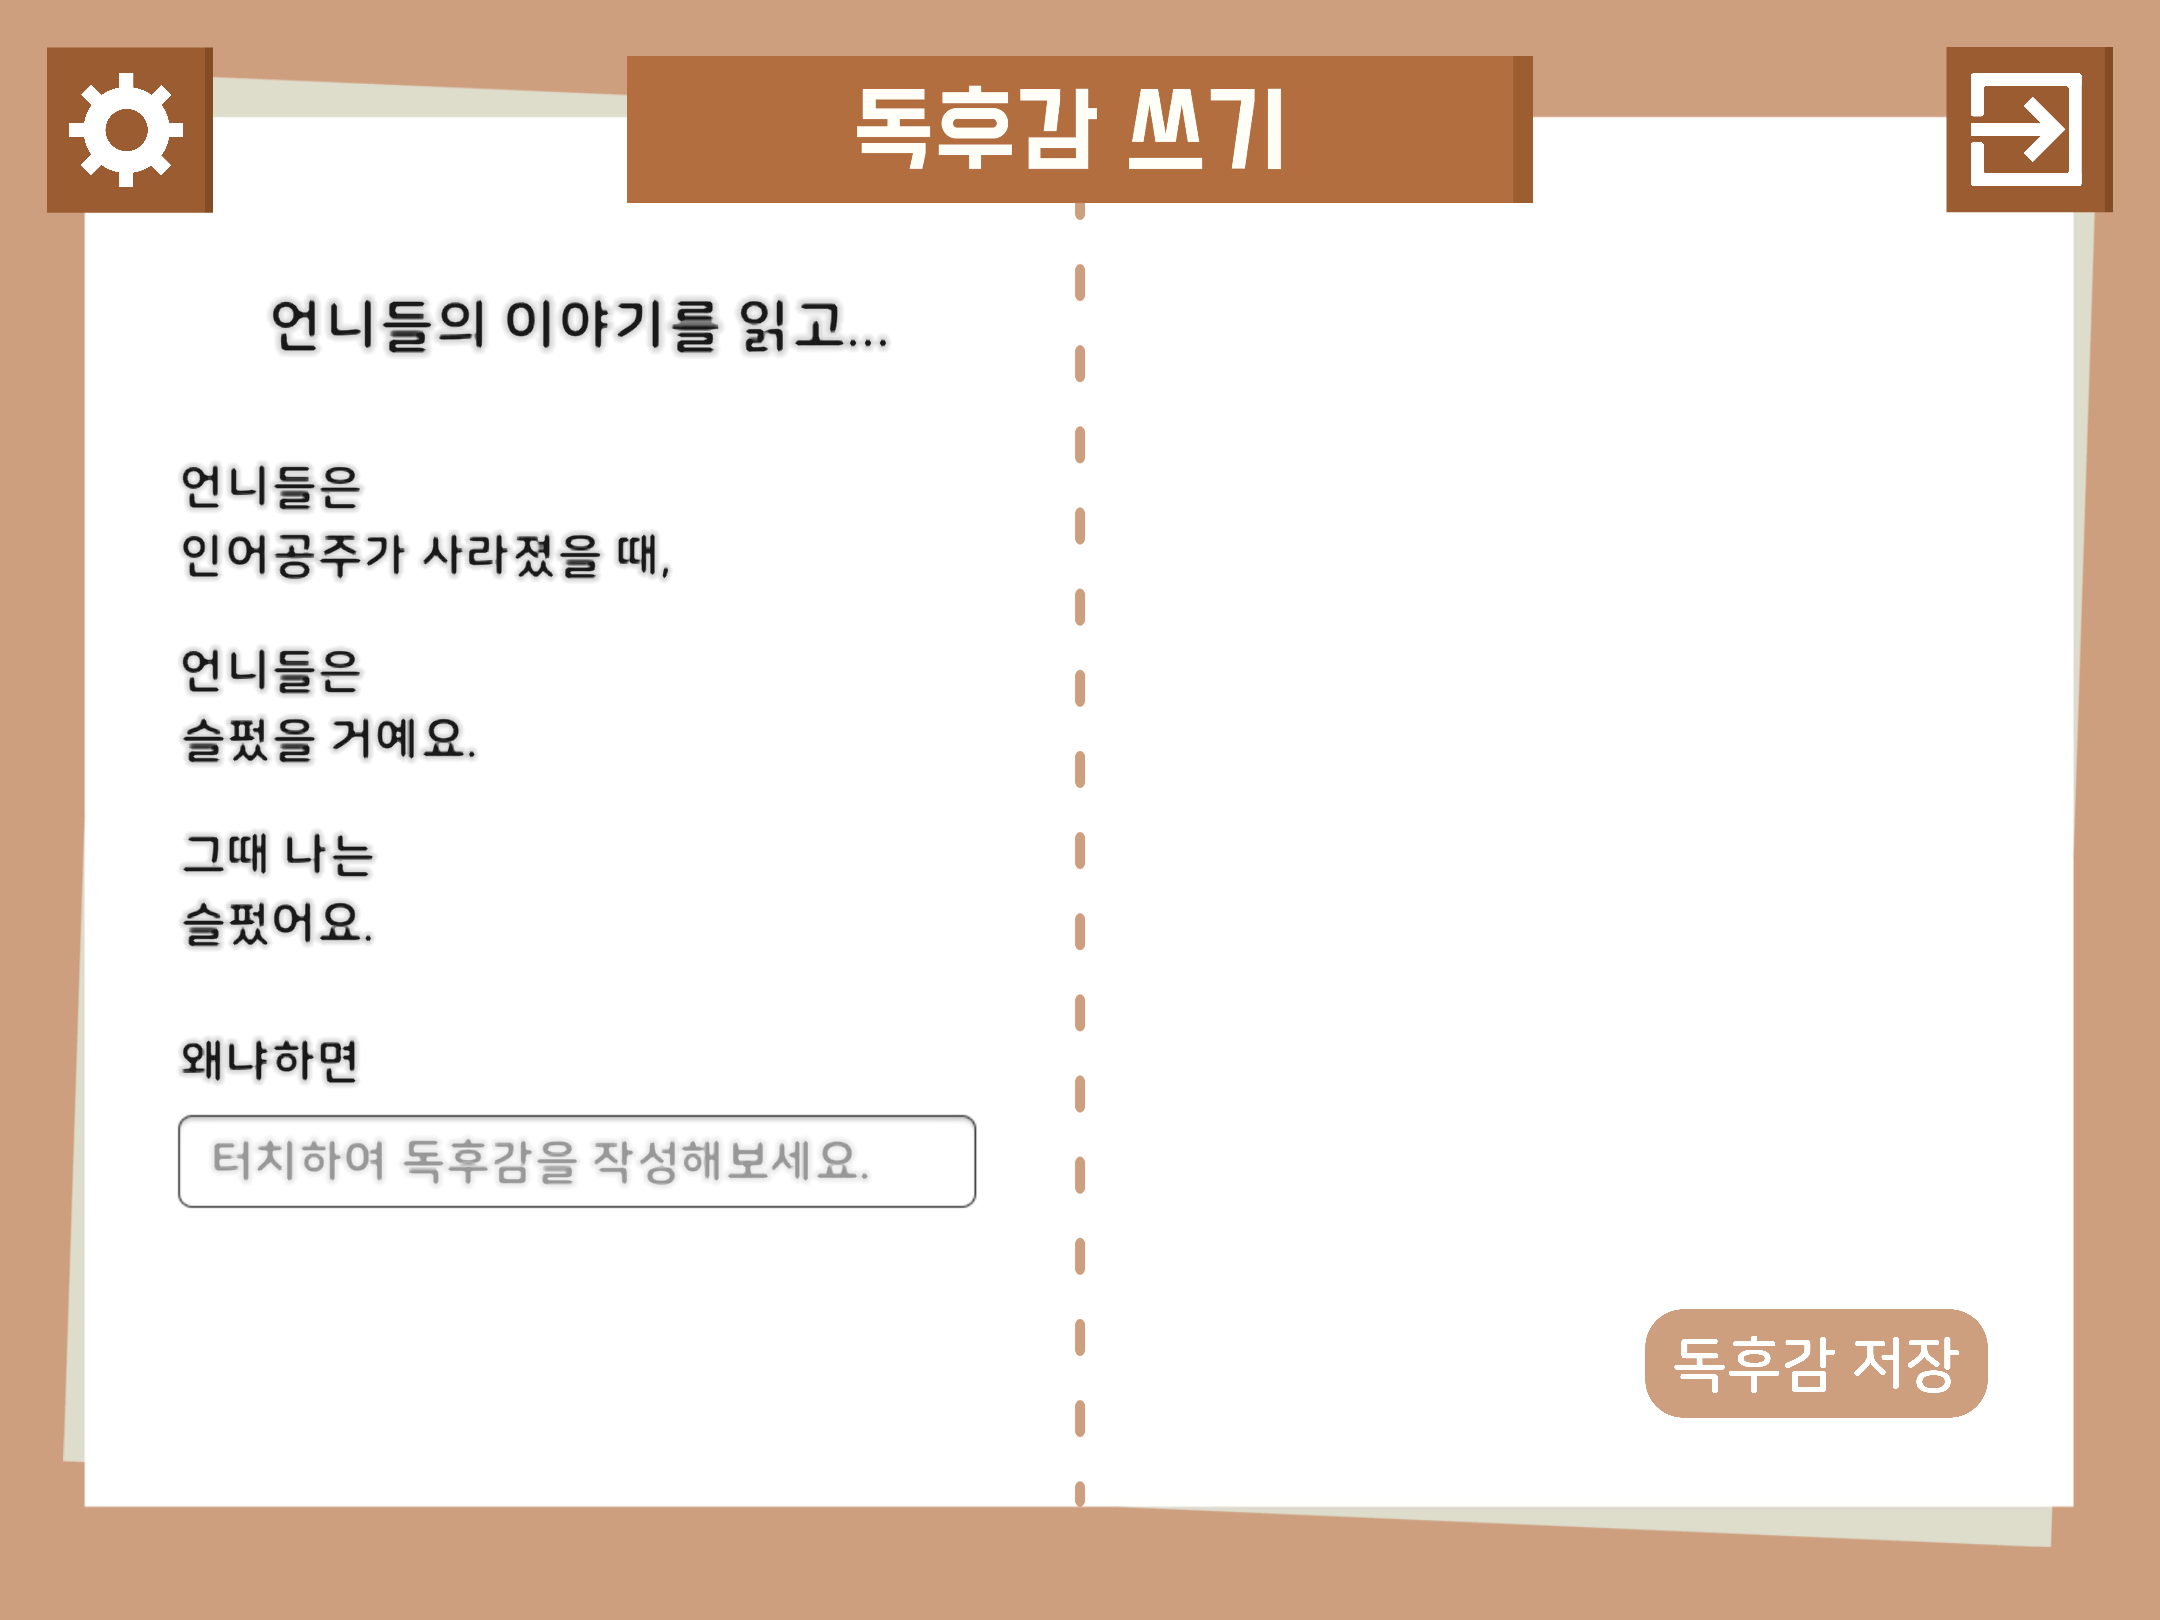 독후감 쓰기
언니들의 이야기를 읽고...
언니들은
인어공주가 사라졌을 때,
언니들은
슬펐을 거예요.
그때 나는
슬펐어요.
왜냐하면
터치하여 독후감을 작성해보세요.
독후감 저장